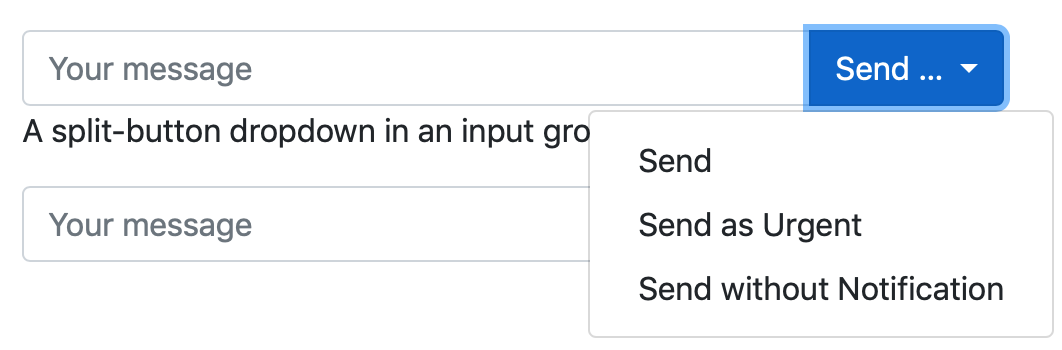 Your message Send ...
A split-button dropdown in an input gro
Send
Your message
Send as Urgent
Send without Notification